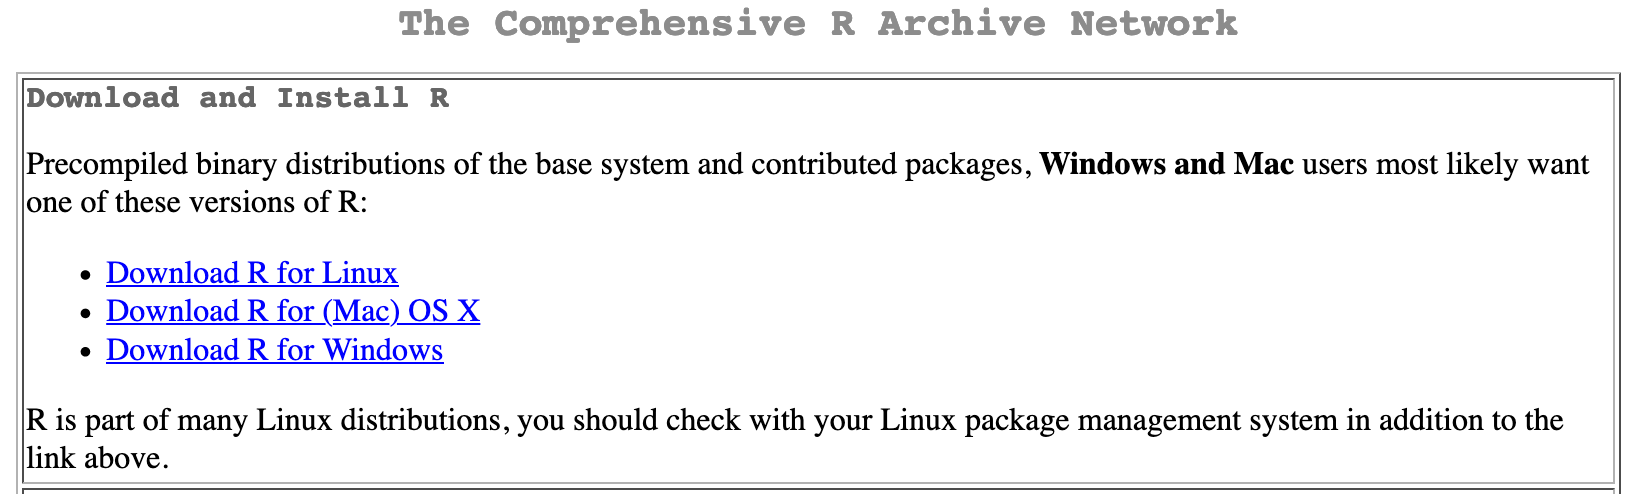 The Comprehensive R Archive Network
Download and Install R
Precompiled binary distributions of the base system and contributed packages, Windows and Mac users most likely want
one of these versions of R:
• Download R for Linux
• Download R for (Mac) OS X
• Download R for Windows
R is part of many Linux distributions, you should check with your Linux package management system in addition to the
link above.